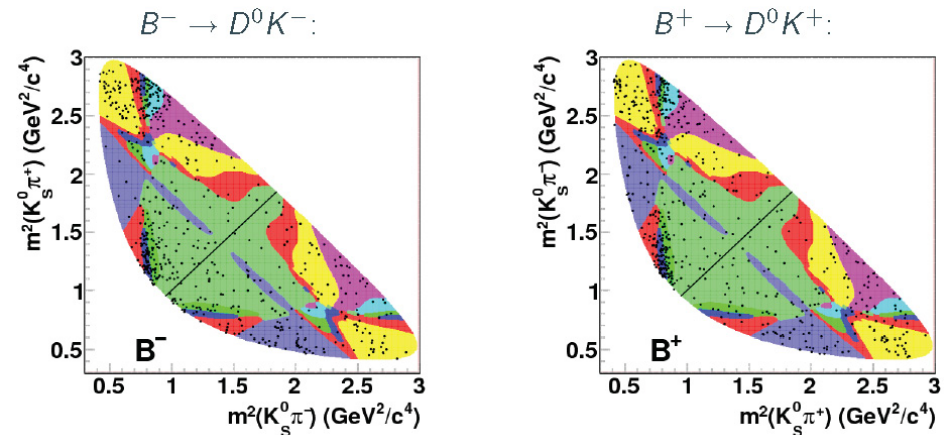 B⁻ → D⁰K⁻:
3
2.5
2
1.5
1
0.5
m²(K⁰ₛπ⁺) (GeV²/c⁴)
B⁻
0.5 1 1.5 2 2.5 3
m²(K⁰ₛπ⁻) (GeV²/c⁴)
B⁺ → D⁰K⁺:
3
2.5
2
1.5
1
0.5
m²(K⁰ₛπ⁻) (GeV²/c⁴)
B⁺
0.5 1 1.5 2 2.5 3
m²(K⁰ₛπ⁺) (GeV²/c⁴)